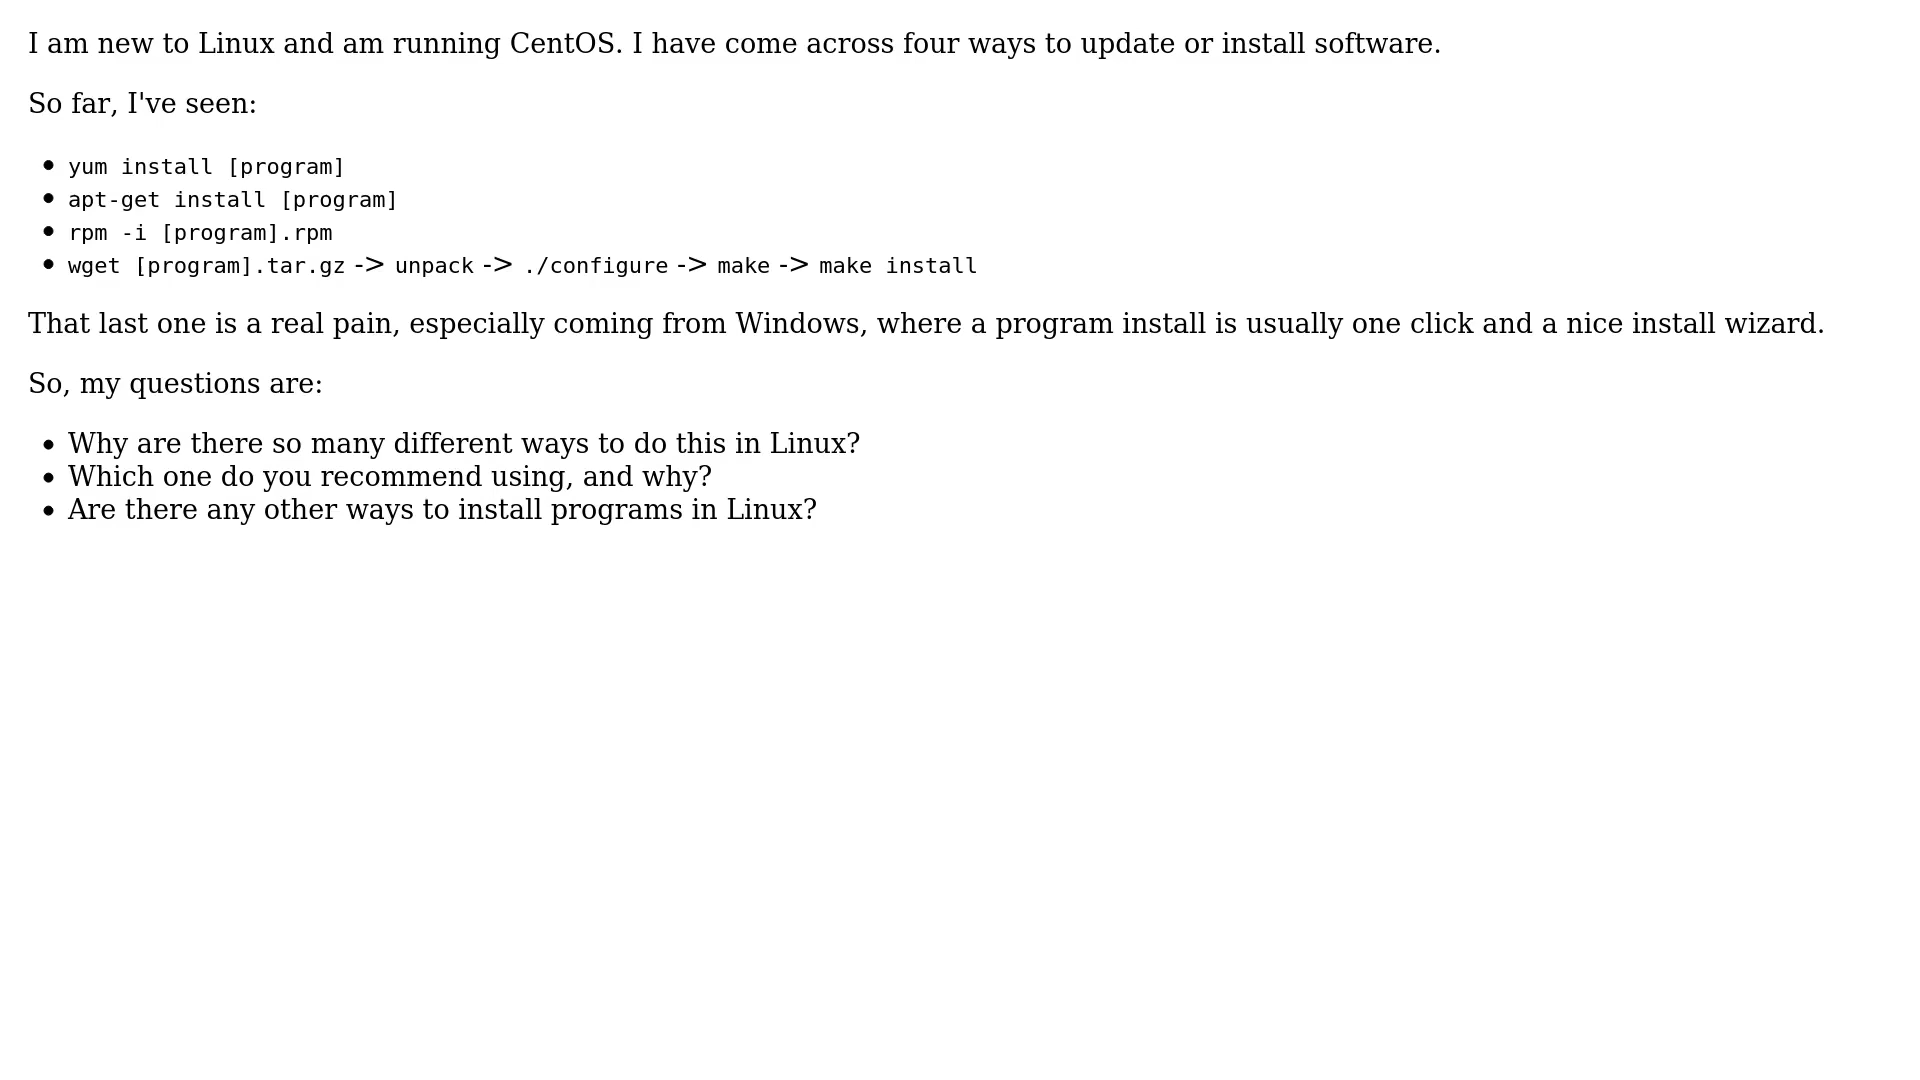 I am new to Linux and am running CentOS. I have come across four ways to update or install software.
So far, I've seen:
• yum install [program]
• apt-get install [program]
• rpm -i [program].rpm
• wget [program].tar.gz -> unpack -> ./configure -> make -> make install
That last one is a real pain, especially coming from Windows, where a program install is usually one click and a nice install wizard.
So, my questions are:
• Why are there so many different ways to do this in Linux?
• Which one do you recommend using, and why?
• Are there any other ways to install programs in Linux?